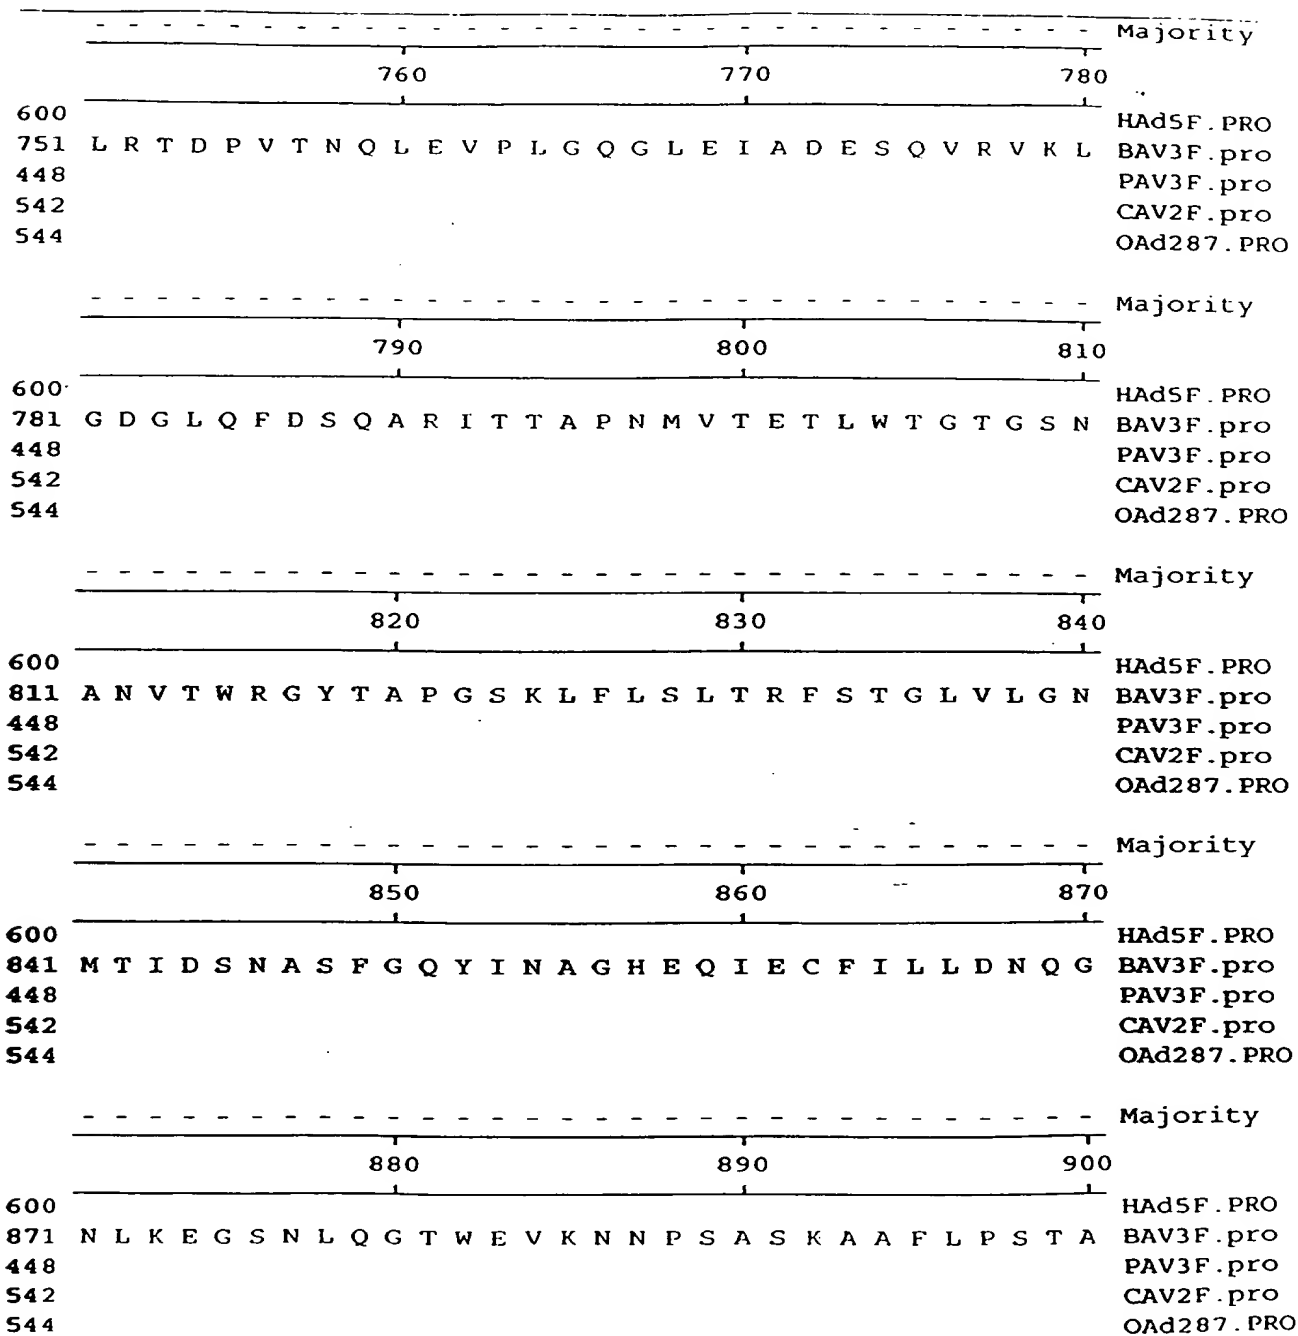 - - - - - - - - - - - - - - - - - - - - - - - - - - - - - - Majority
760 770 780
600 HAd5F.PRO
751 L R T D P V T N Q L E V P L G Q G L E I A D E S Q V R V K L BAV3F.pro
448 PAV3F.pro
542 CAV2F.pro
544 OAd287.PRO
- - - - - - - - - - - - - - - - - - - - - - - - - - - - - - Majority
790 800 810
600 HAd5F.PRO
781 G D G L Q F D S Q A R I T T A P N M V T E T L W T G T G S N BAV3F.pro
448 PAV3F.pro
542 CAV2F.pro
544 OAd287.PRO
- - - - - - - - - - - - - - - - - - - - - - - - - - - - - - Majority
820 830 840
600 HAd5F.PRO
811 A N V T W R G Y T A P G S K L F L S L T R F S T G L V L G N BAV3F.pro
448 PAV3F.pro
542 CAV2F.pro
544 OAd287.PRO
- - - - - - - - - - - - - - - - - - - - - - - - - - - - - - Majority
850 860 870
600 HAd5F.PRO
841 M T I D S N A S F G Q Y I N A G H E Q I E C F I L L D N Q G BAV3F.pro
448 PAV3F.pro
542 CAV2F.pro
544 OAd287.PRO
- - - - - - - - - - - - - - - - - - - - - - - - - - - - - - Majority
880 890 900
600 HAd5F.PRO
871 N L K E G S N L Q G T W E V K N N P S A S K A A F L P S T A BAV3F.pro
448 PAV3F.pro
542 CAV2F.pro
544 OAd287.PRO